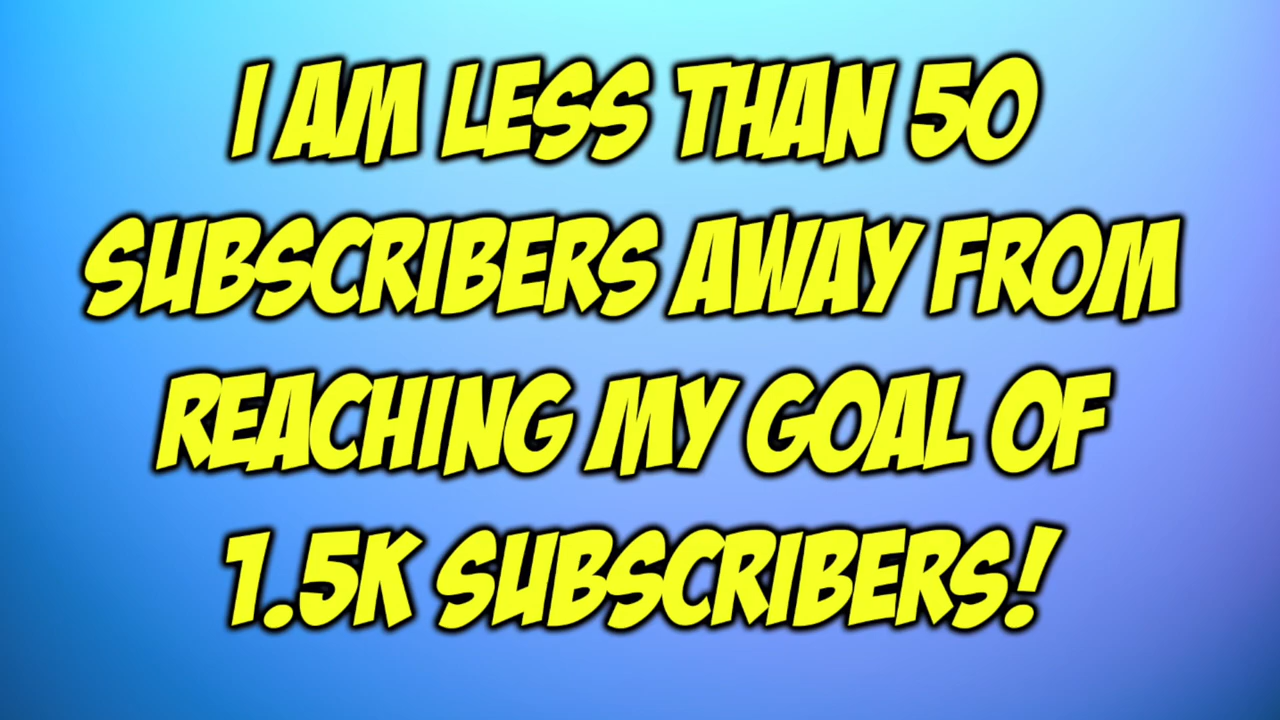 I AM LESS THAN 50
SUBSCRIBERS AWAY FROM
REACHING MY GOAL OF
1.5K SUBSCRIBERS!